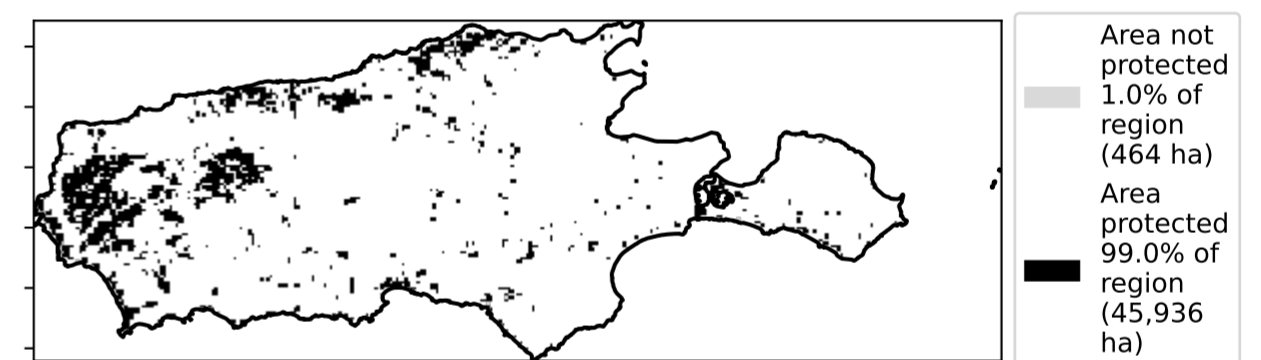 Area not
protected
1.0% of
region
(464 ha)
Area
protected
99.0% of
region
(45,936
ha)